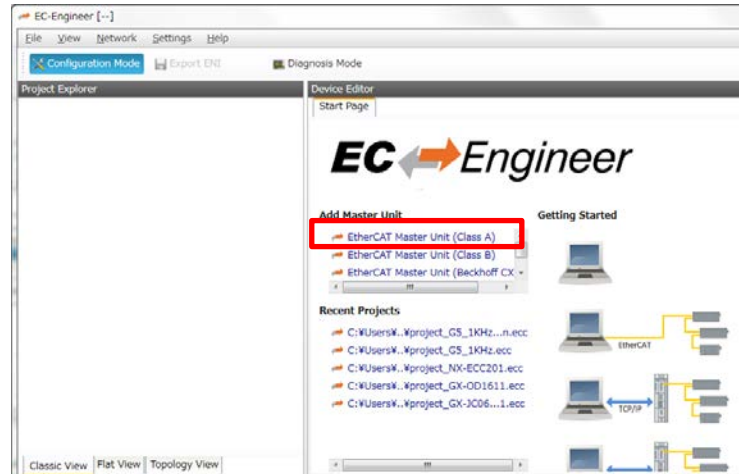 EC-Engineer [--]
File View Network Settings Help
Configuration Mode Export ENI Diagnosis Mode
Project Explorer
Device Editor
Start Page
EC Engineer
Add Master Unit
EtherCAT Master Unit (Class A)
EtherCAT Master Unit (Class B)
EtherCAT Master Unit (Beckhoff CX
Getting Started
EtherCAT
TCP/IP
Recent Projects
C:¥Users¥..¥project_G5_1KHz...n.ecc
C:¥Users¥..¥project_G5_1KHz.ecc
C:¥Users¥..¥project_NX-ECC201.ecc
C:¥Users¥..¥project_GX-OD1611.ecc
C:¥Users¥..¥project_GX-JC06...1.ecc
Classic View Flat View Topology View